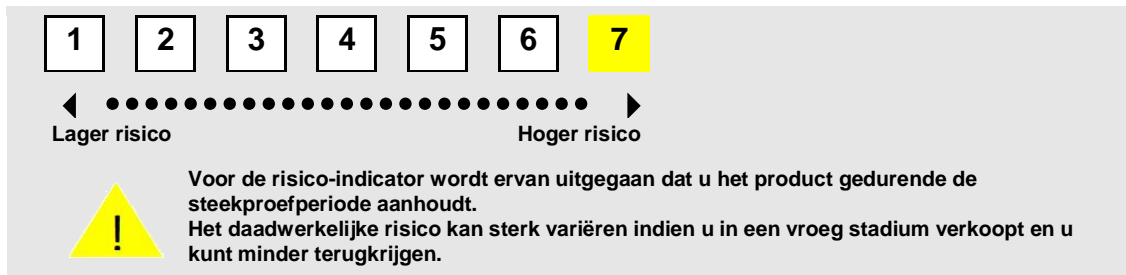 1 2 3 4 5 6 7
Lager risico Hoger risico
!
Voor de risico-indicator wordt ervan uitgegaan dat u het product gedurende de
steekproefperiode aanhoudt.
Het daadwerkelijke risico kan sterk variëren indien u in een vroeg stadium verkoopt en u
kunt minder terugkrijgen.